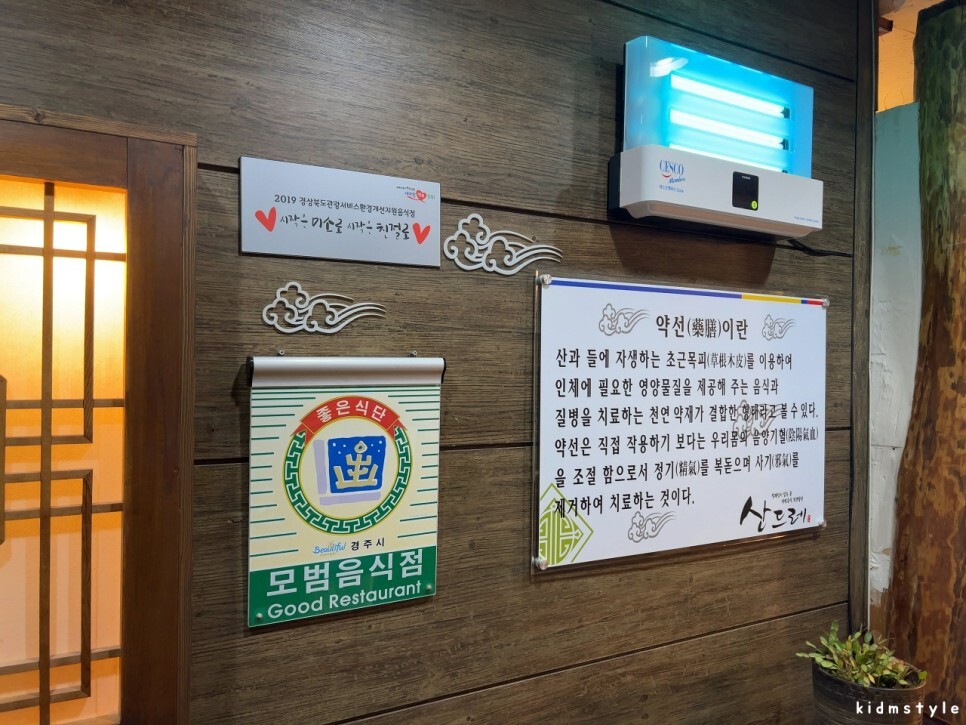 2019 경상북도관광서비스환경개선지원음식점
시작은 미소로 시작은 친절로
CESCO
Members
좋은식단
Beautiful 경주시
모범음식점
Good Restaurant
약선(藥膳)이란
산과 들에 자생하는 초근목피(草根木皮)를 이용하여
인체에 필요한 영양물질을 제공해 주는 음식과
질병을 치료하는 천연 약재가 결합한 형태라고 볼 수 있다.
약선은 직접 작용하기 보다는 우리몸의 음양기혈(陰陽氣血)
을 조절 함으로서 정기(精氣)를 북돋으며 사기(邪氣)를
제거하여 치료하는 것이다.
산드레
kidmstyle